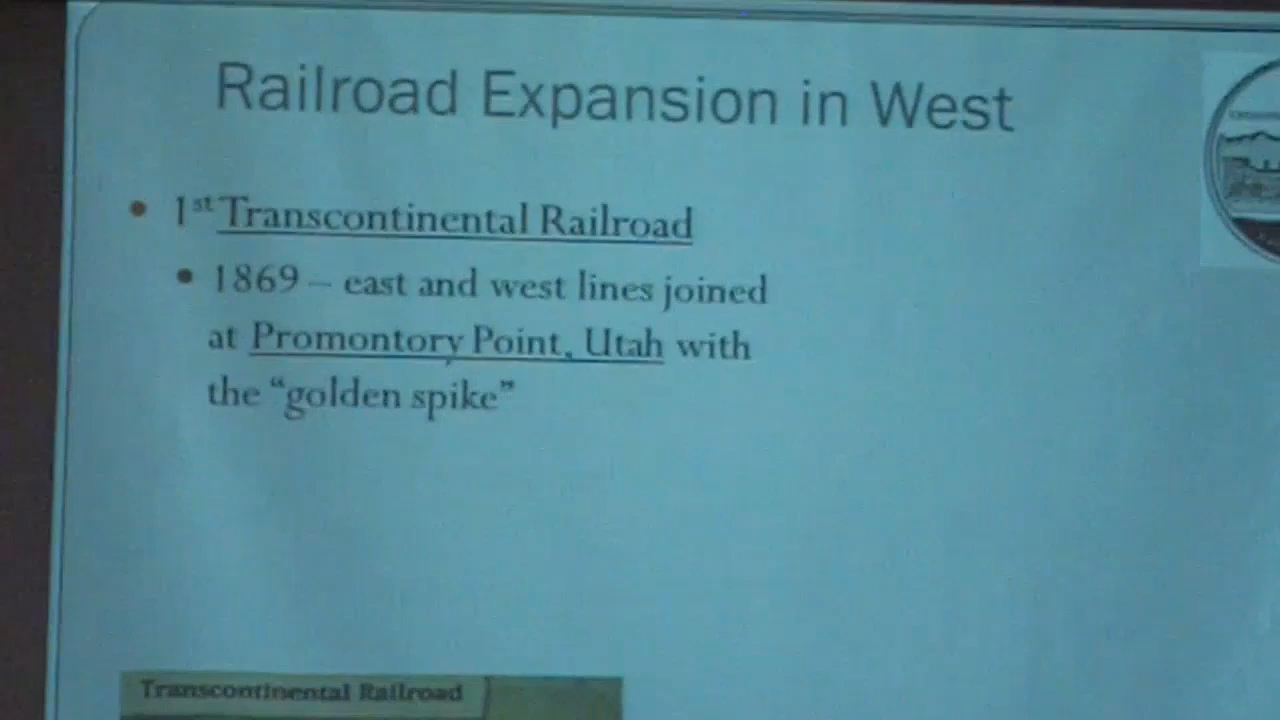 Railroad Expansion in West
• 1st Transcontinental Railroad
• 1869 – east and west lines joined
at Promontory Point, Utah with
the “golden spike”
Transcontinental Railroad